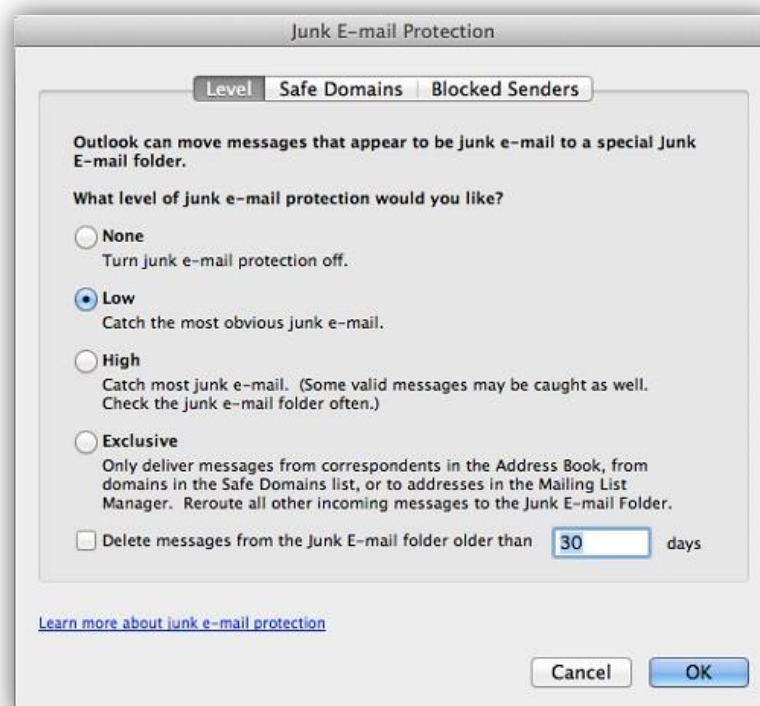 Junk E-mail Protection
Level Safe Domains Blocked Senders
Outlook can move messages that appear to be junk e-mail to a special Junk
E-mail folder.
What level of junk e-mail protection would you like?
None
Turn junk e-mail protection off.
Low
Catch the most obvious junk e-mail.
High
Catch most junk e-mail. (Some valid messages may be caught as well.
Check the junk e-mail folder often.)
Exclusive
Only deliver messages from correspondents in the Address Book, from
domains in the Safe Domains list, or to addresses in the Mailing List
Manager. Reroute all other incoming messages to the Junk E-mail Folder.
Delete messages from the Junk E-mail folder older than 30 days
Learn more about junk e-mail protection
Cancel OK